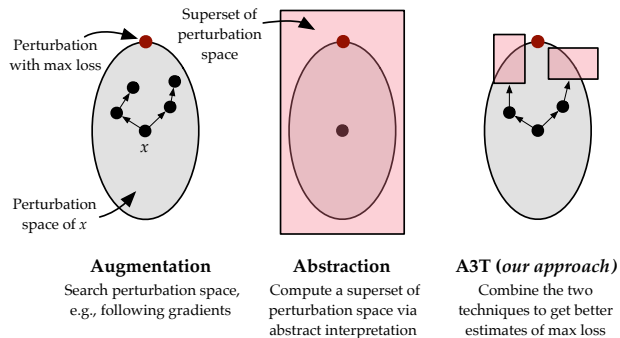 Perturbation
with max loss
x
Perturbation
space of x
Augmentation
Search perturbation space,
e.g., following gradients
Superset of
perturbation
space
Abstraction
Compute a superset of
perturbation space via
abstract interpretation
A3T (our approach)
Combine the two
techniques to get better
estimates of max loss